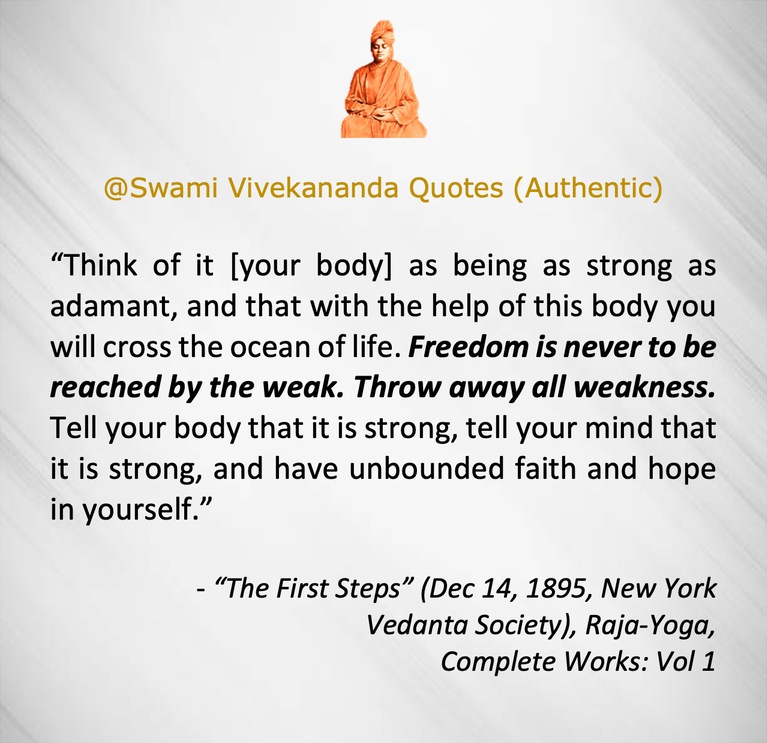 @Swami Vivekananda Quotes (Authentic)
“Think of it [your body] as being as strong as
adamant, and that with the help of this body you
will cross the ocean of life. Freedom is never to be
reached by the weak. Throw away all weakness.
Tell your body that it is strong, tell your mind that
it is strong, and have unbounded faith and hope
in yourself.”
- “The First Steps” (Dec 14, 1895, New York
Vedanta Society), Raja-Yoga,
Complete Works: Vol 1